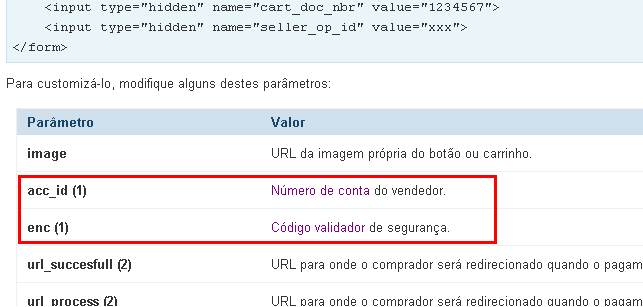 <input type="hidden" name="cart_doc_nbr" value="1234567">
<input type="hidden" name="seller_op_id" value="xxx">
</form>
Para customizá-lo, modifique alguns destes parâmetros:
Parâmetro Valor
image URL da imagem própria do botão ou carrinho.
acc_id (1) Número de conta do vendedor.
enc (1) Código validador de segurança.
url_succesfull (2) URL para onde o comprador será redirecionado quando o pagam
url_process (2) URL para onde o comprador será redirecionado quando o pagam